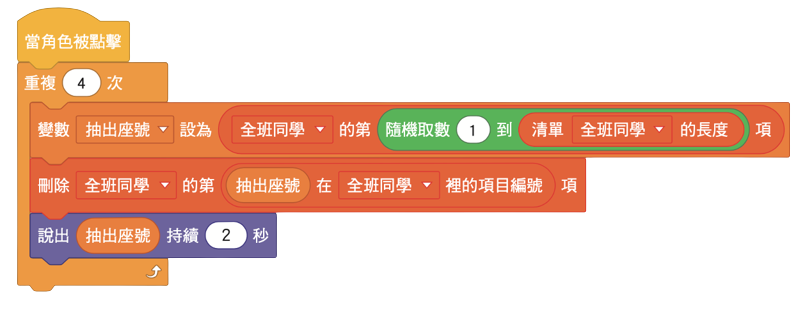 當角色被點擊
重複 4 次
變數 抽出座號 設為 全班同學 的第 隨機取數 1 到 清單 全班同學 的長度 項
刪除 全班同學 的第 抽出座號 在 全班同學 裡的項目編號 項
說出 抽出座號 持續 2 秒